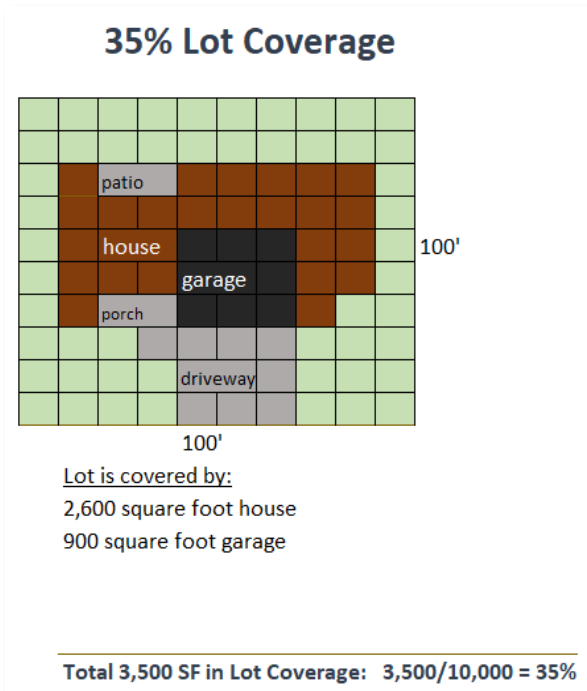 35% Lot Coverage
patio
house
100'
garage
porch
driveway
100'
Lot is covered by:
2,600 square foot house
900 square foot garage
Total 3,500 SF in Lot Coverage: 3,500/10,000 = 35%